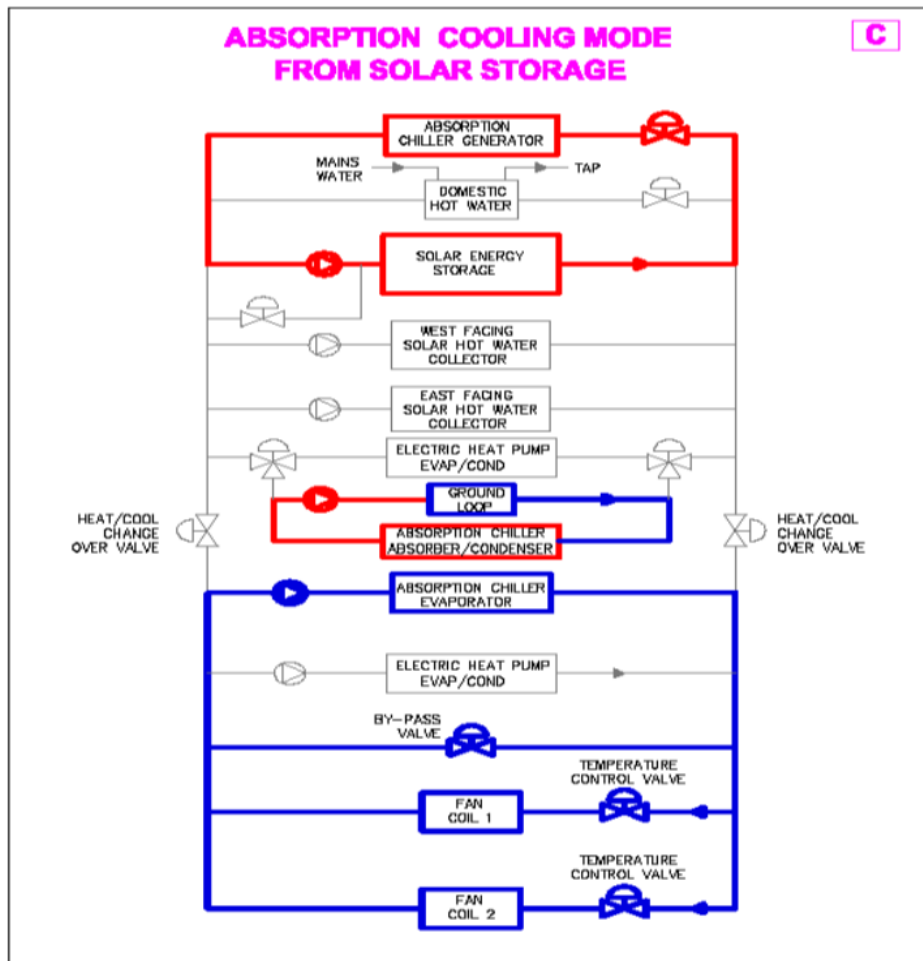 ABSORPTION COOLING MODE
FROM SOLAR STORAGE
C
ABSORPTION
CHILLER GENERATOR
MAINS
WATER
TAP
DOMESTIC
HOT WATER
SOLAR ENERGY
STORAGE
WEST FACING
SOLAR HOT WATER
COLLECTOR
EAST FACING
SOLAR HOT WATER
COLLECTOR
ELECTRIC HEAT PUMP
EVAP/COND
GROUND
LOOP
HEAT/COOL
CHANGE
OVER VALVE
ABSORPTION CHILLER
ABSORBER/CONDENSER
HEAT/COOL
CHANGE
OVER VALVE
ABSORPTION CHILLER
EVAPORATOR
ELECTRIC HEAT PUMP
EVAP/COND
BY-PASS
VALVE
TEMPERATURE
CONTROL VALVE
FAN
COIL 1
TEMPERATURE
CONTROL VALVE
FAN
COIL 2